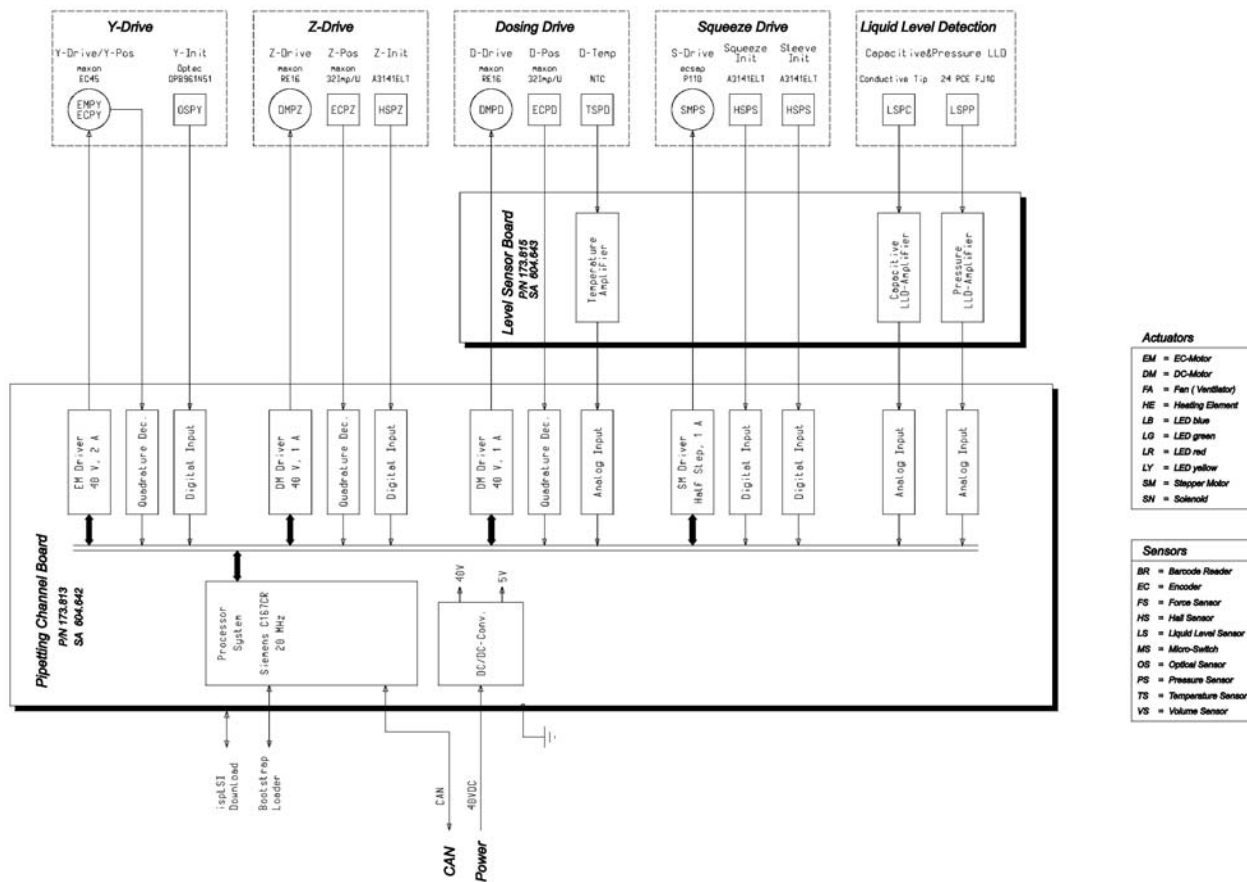 Y-Drive
Z-Drive
Dosing Drive
Squeeze Drive
Liquid Level Detection
Y-Drive/Y-Pos
Y-Init
maxon
EC45
Optec
OPB961N51
EMPY
ECPY
OSPY
Z-Drive
Z-Pos
Z-Init
maxon
RE16
maxon
32Imp/U
A3141ELT
DMPZ
ECPZ
HSPZ
D-Drive
D-Pos
D-Temp
maxon
RE16
maxon
32Imp/U
NTC
DMPD
ECPD
TSPD
S-Drive
Squeeze
Init
Sleeve
Init
P110
A3141ELT
A3141ELT
SMPS
HSPS
HSPS
Capacitive&Pressure LLD
Conductive Tip
24 PCE FJ10
LSPC
LSPP
Level Sensor Board
P/N 173.815
SA 604.643
Temperature
Amplifier
Capacitive
LLD-Amplifier
Pressure
LLD-Amplifier
EM Driver
40 V, 2 A
Quadrature Dec.
Digital Input
DM Driver
40 V, 1 A
Quadrature Dec.
Digital Input
DM Driver
40 V, 1 A
Quadrature Dec.
Analog Input
SM Driver
Half Step, 1 A
Digital Input
Digital Input
Analog Input
Analog Input
Pipetting Channel Board
P/N 173.813
SA 604.642
Processor
System
Siemens C167CR
20 MHz
DC/DC-Conv.
40V
5V
ispLSI
Download
Bootstrap
Loader
CAN
40VDC
CAN
Power
Actuators
EM = EC-Motor
DM = DC-Motor
FA = Fan ( Ventilator)
HE = Heating Element
LB = LED blue
LG = LED green
LR = LED red
LY = LED yellow
SM = Stepper Motor
SN = Solenoid
Sensors
BR = Barcode Reader
EC = Encoder
FS = Force Sensor
HS = Hall Sensor
LS = Liquid Level Sensor
MS = Micro-Switch
OS = Optical Sensor
PS = Pressure Sensor
TS = Temperature Sensor
VS = Volume Sensor